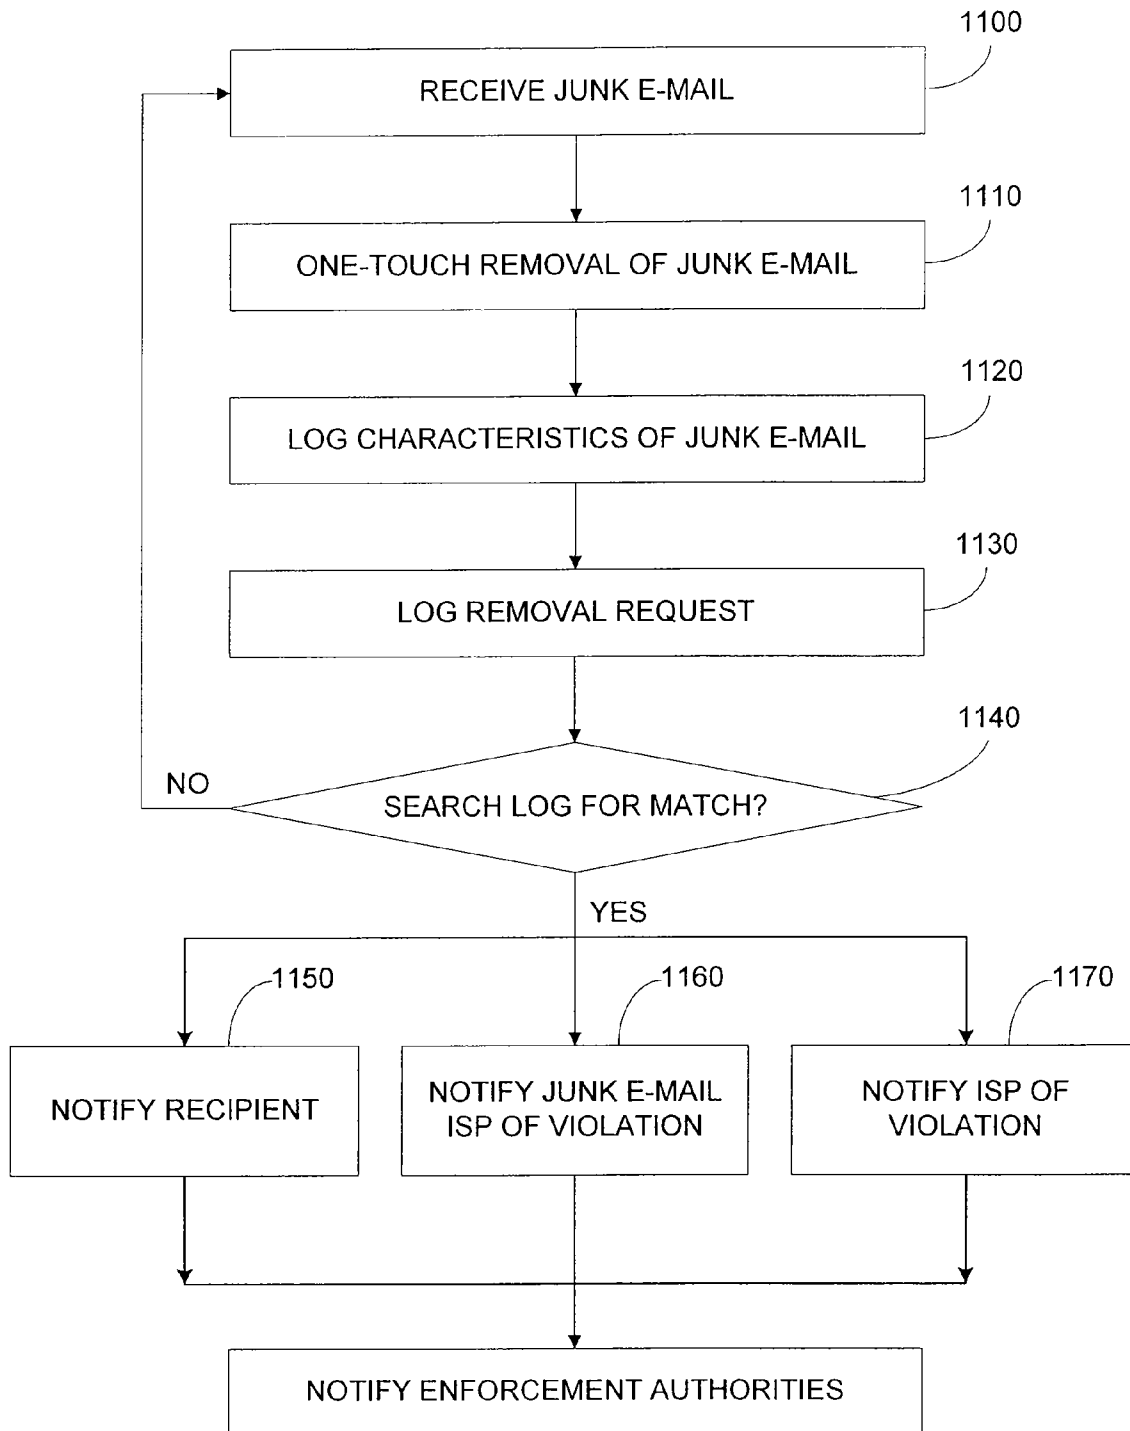 1100
RECEIVE JUNK E-MAIL
1110
ONE-TOUCH REMOVAL OF JUNK E-MAIL
1120
LOG CHARACTERISTICS OF JUNK E-MAIL
1130
LOG REMOVAL REQUEST
1140
NO
SEARCH LOG FOR MATCH?
YES
1150
1160
1170
NOTIFY RECIPIENT
NOTIFY JUNK E-MAIL
ISP OF VIOLATION
NOTIFY ISP OF
VIOLATION
NOTIFY ENFORCEMENT AUTHORITIES